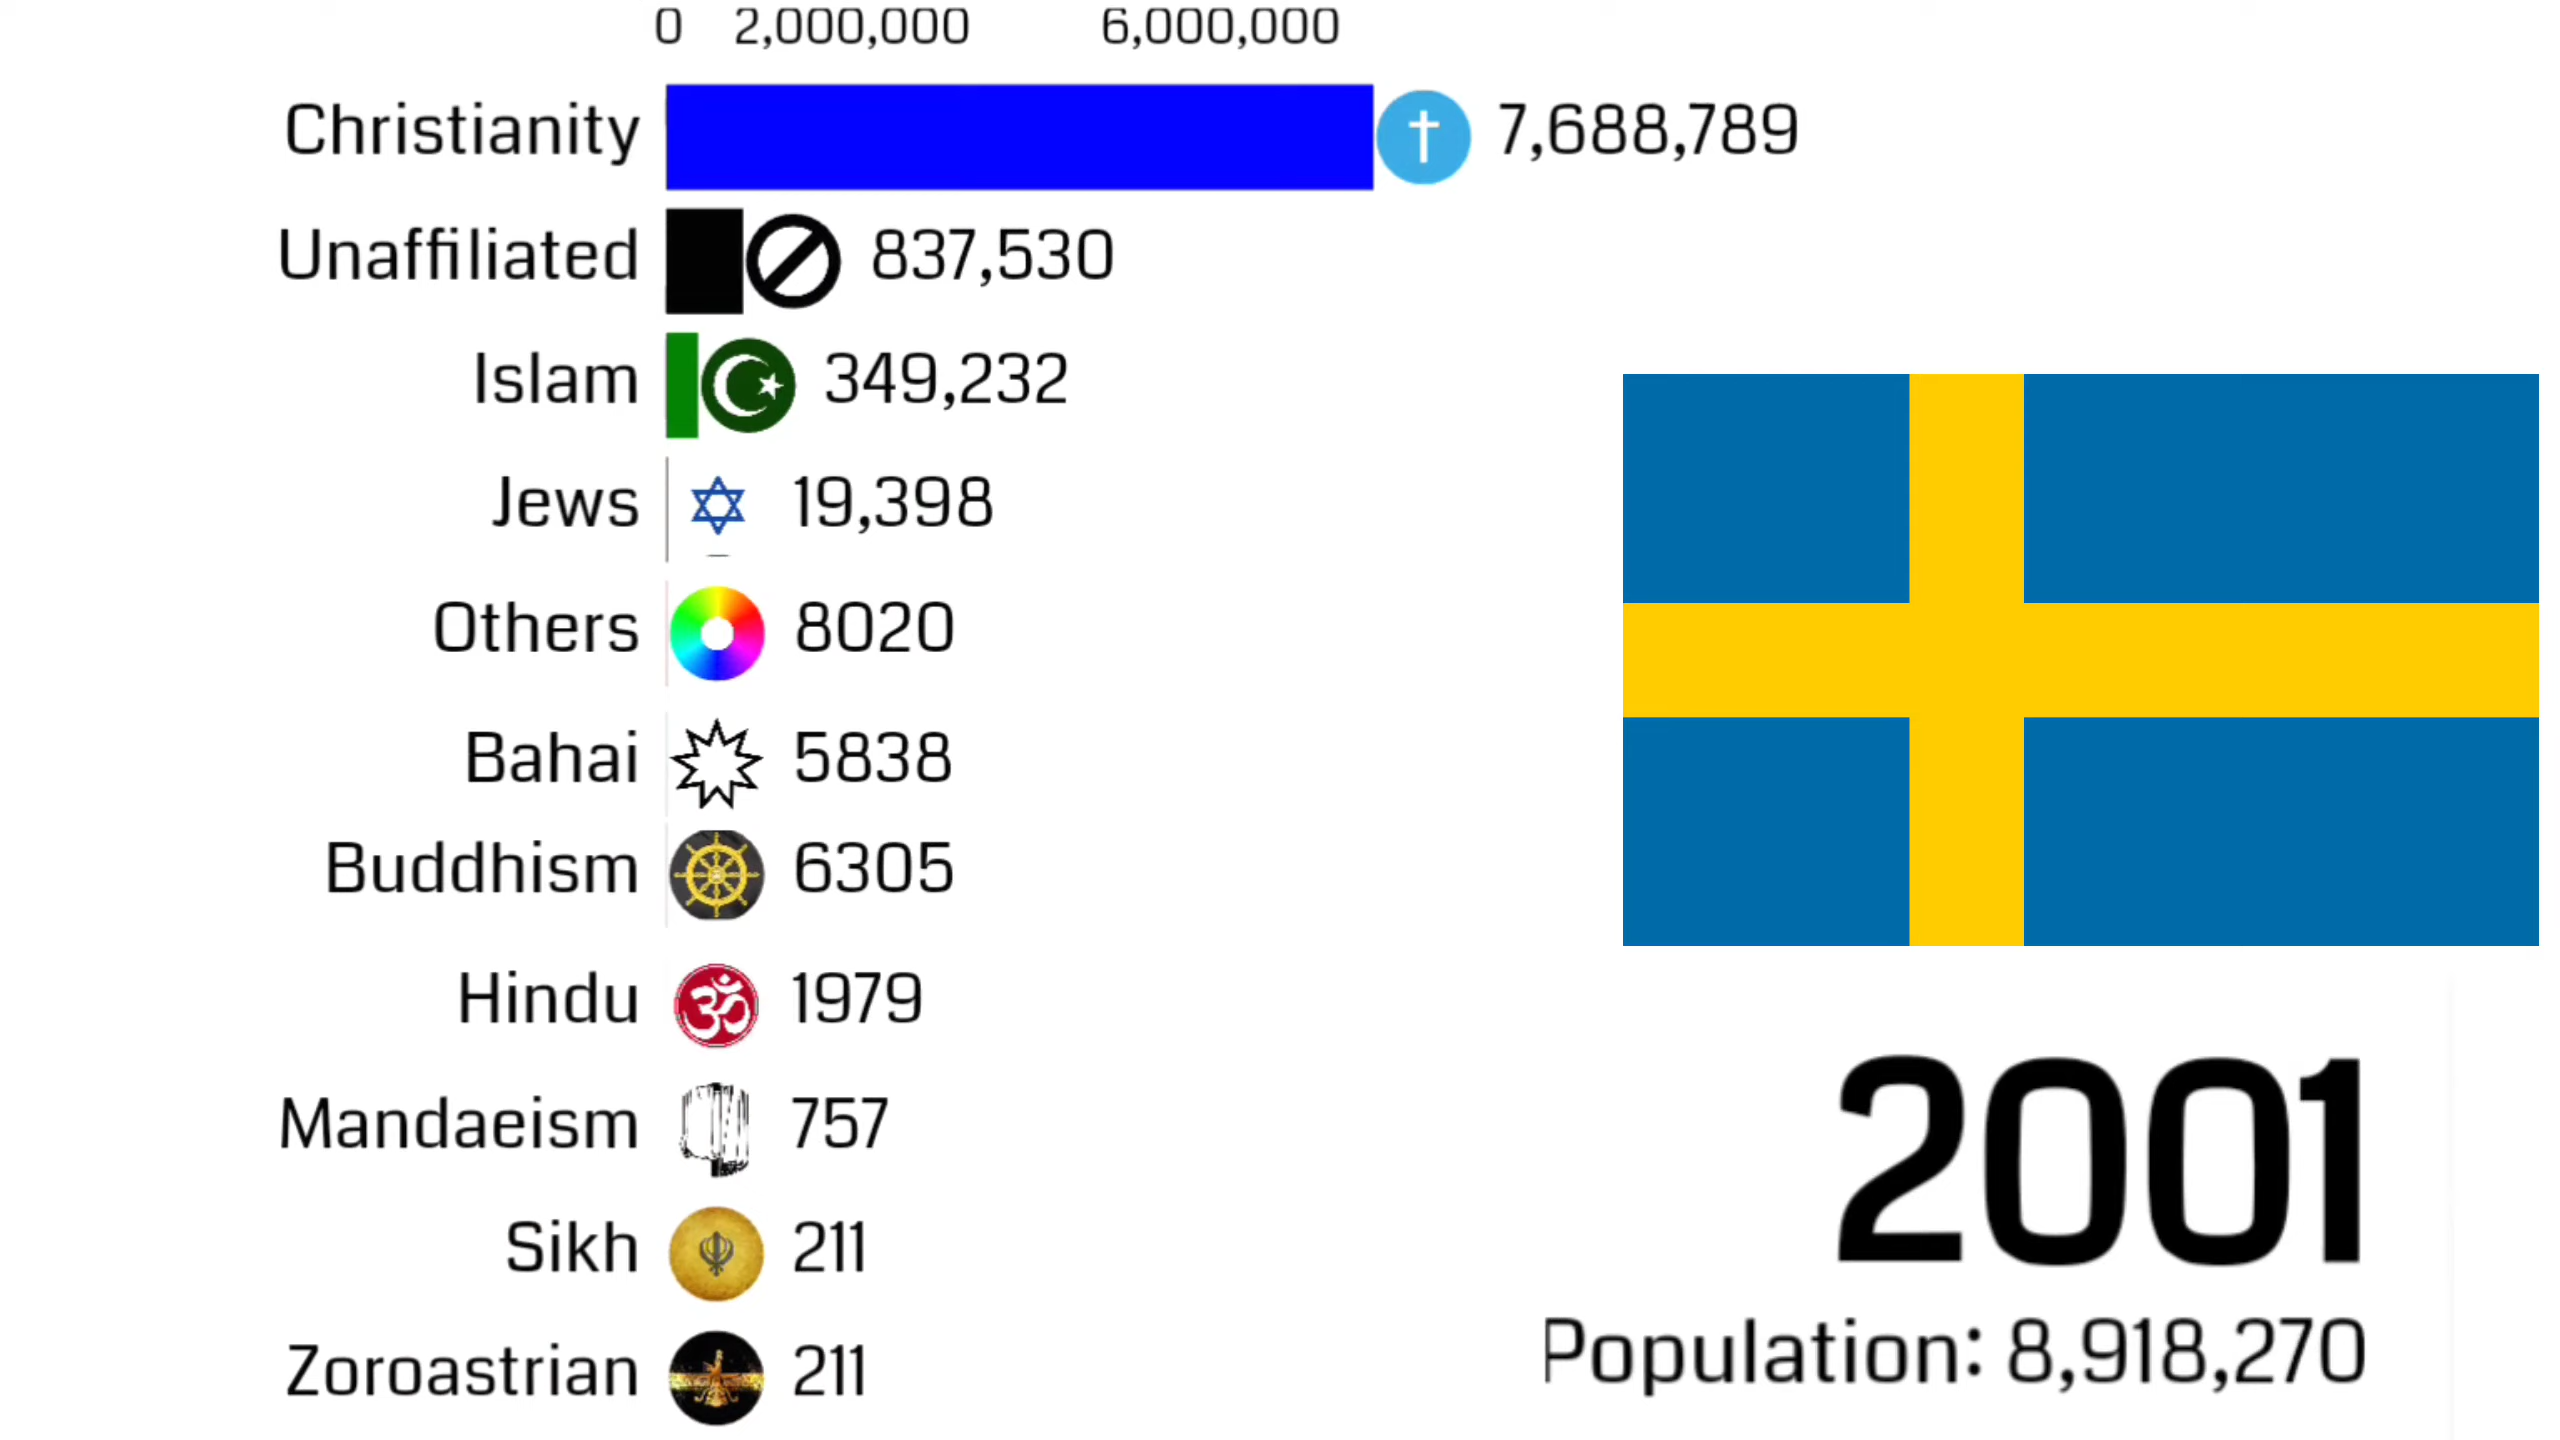 0 2,000,000 6,000,000
Christianity 7,688,789
Unaffiliated 837,530
Islam 349,232
Jews 19,398
Others 8020
Bahai 5838
Buddhism 6305
Hindu 1979
Mandaeism 757
Sikh 211
Zoroastrian 211
2001
Population: 8,918,270